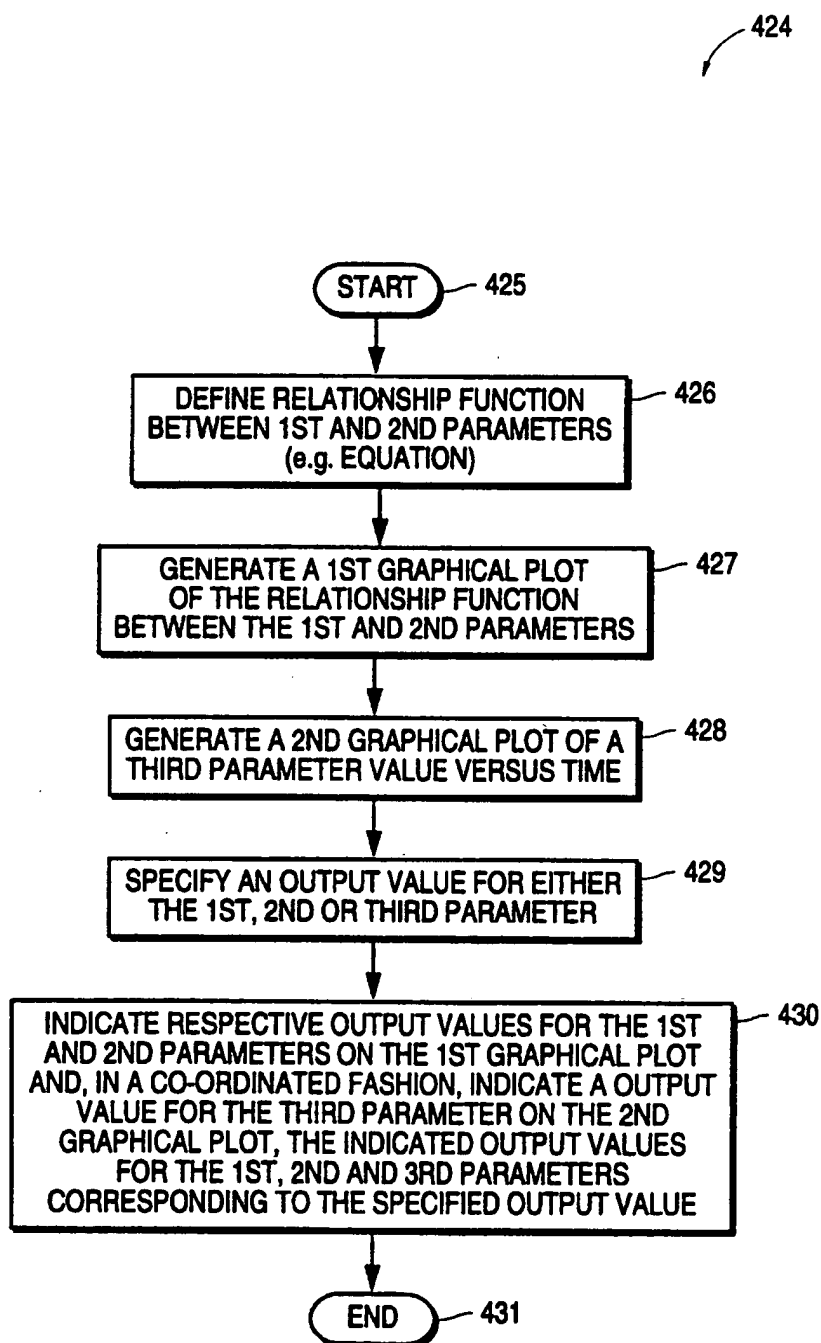 424
START
425
DEFINE RELATIONSHIP FUNCTION
BETWEEN 1ST AND 2ND PARAMETERS
(e.g. EQUATION)
426
GENERATE A 1ST GRAPHICAL PLOT
OF THE RELATIONSHIP FUNCTION
BETWEEN THE 1ST AND 2ND PARAMETERS
427
GENERATE A 2ND GRAPHICAL PLOT OF A
THIRD PARAMETER VALUE VERSUS TIME
428
SPECIFY AN OUTPUT VALUE FOR EITHER
THE 1ST, 2ND OR THIRD PARAMETER
429
INDICATE RESPECTIVE OUTPUT VALUES FOR THE 1ST
AND 2ND PARAMETERS ON THE 1ST GRAPHICAL PLOT
AND, IN A CO-ORDINATED FASHION, INDICATE A OUTPUT
VALUE FOR THE THIRD PARAMETER ON THE 2ND
GRAPHICAL PLOT, THE INDICATED OUTPUT VALUES
FOR THE 1ST, 2ND AND 3RD PARAMETERS
CORRESPONDING TO THE SPECIFIED OUTPUT VALUE
430
END
431